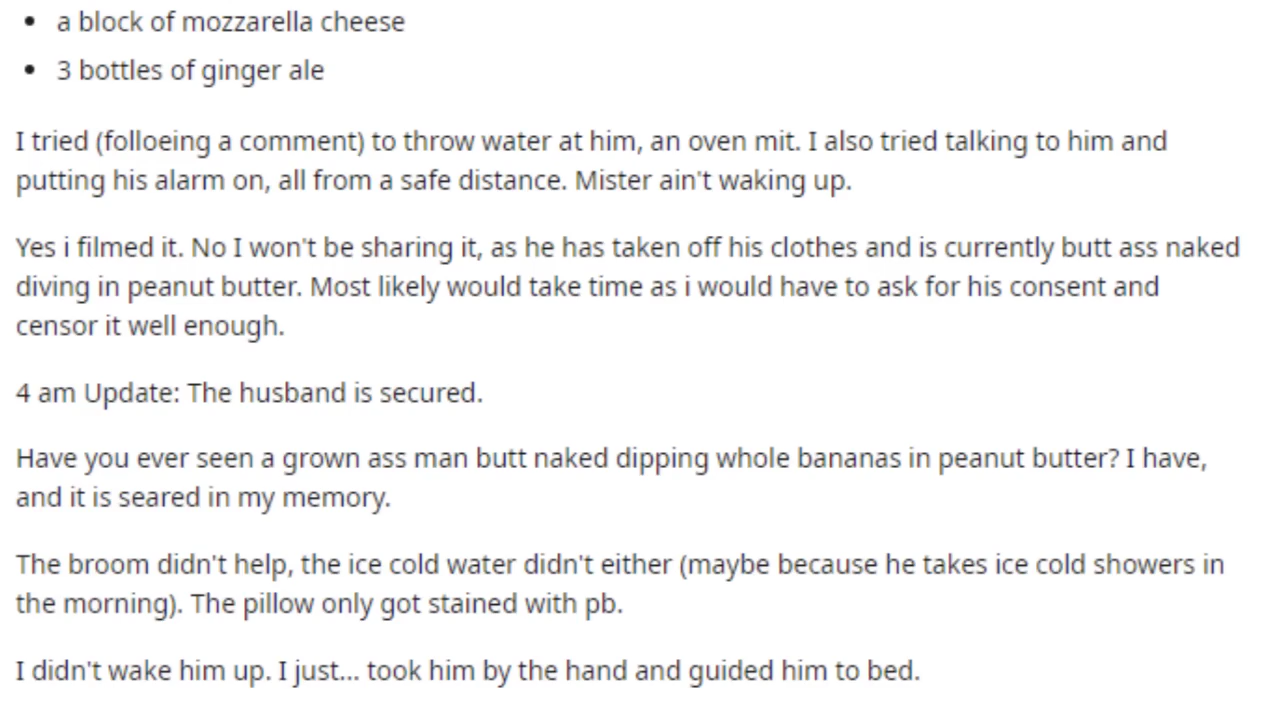 • a block of mozzarella cheese
• 3 bottles of ginger ale
I tried (folloeing a comment) to throw water at him, an oven mit. I also tried talking to him and
putting his alarm on, all from a safe distance. Mister ain't waking up.
Yes i filmed it. No I won't be sharing it, as he has taken off his clothes and is currently butt ass naked
diving in peanut butter. Most likely would take time as i would have to ask for his consent and
censor it well enough.
4 am Update: The husband is secured.
Have you ever seen a grown ass man butt naked dipping whole bananas in peanut butter? I have,
and it is seared in my memory.
The broom didn't help, the ice cold water didn't either (maybe because he takes ice cold showers in
the morning). The pillow only got stained with pb.
I didn't wake him up. I just... took him by the hand and guided him to bed.